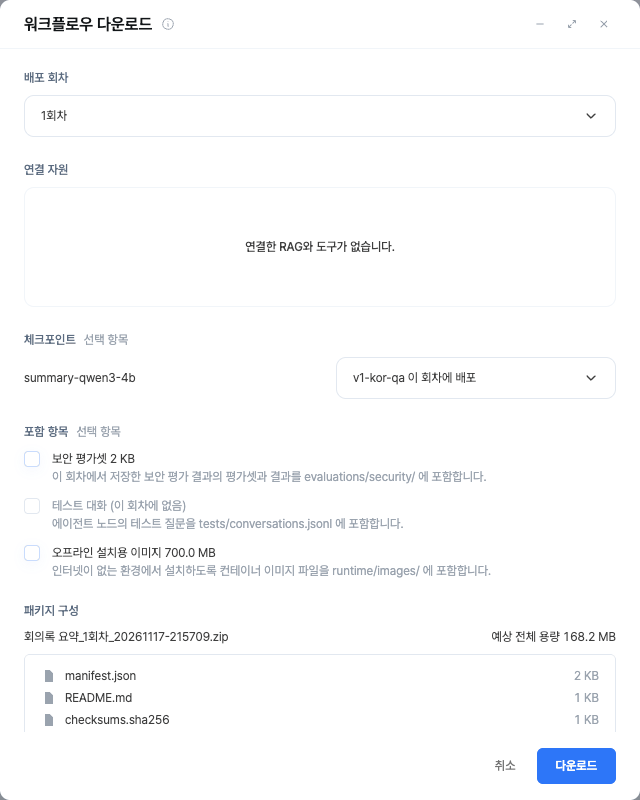 워크플로우 다운로드
배포 회차
1회차
연결 자원
연결한 RAG와 도구가 없습니다.
체크포인트 선택 항목
summary-qwen3-4b
v1-kor-qa 이 회차에 배포
포함 항목 선택 항목
보안 평가셋 2 KB
이 회차에서 저장한 보안 평가 결과의 평가셋과 결과를 evaluations/security/ 에 포함합니다.
테스트 대화 (이 회차에 없음)
에이전트 노드의 테스트 질문을 tests/conversations.jsonl 에 포함합니다.
오프라인 설치용 이미지 700.0 MB
인터넷이 없는 환경에서 설치하도록 컨테이너 이미지 파일을 runtime/images/ 에 포함합니다.
패키지 구성
회의록 요약_1회차_20261117-215709.zip 예상 전체 용량 168.2 MB
manifest.json 2 KB
README.md 1 KB
checksums.sha256 1 KB
취소 다운로드